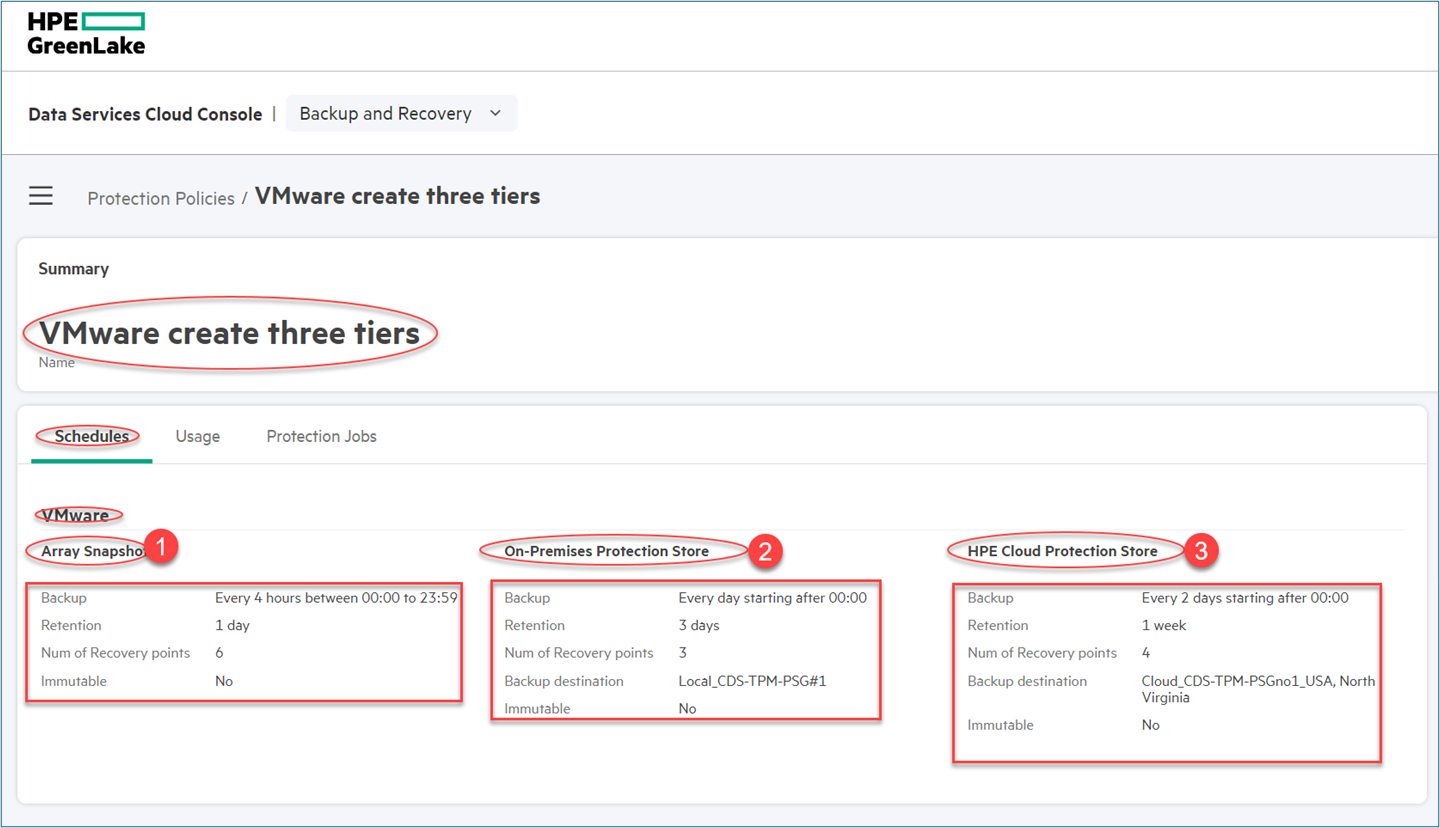 HPE
GreenLake
Data Services Cloud Console | Backup and Recovery
Protection Policies / VMware create three tiers
Summary
VMware create three tiers
Name
Schedules Usage Protection Jobs
VMware
Array Snapsho 1
On-Premises Protection Store 2
HPE Cloud Protection Store 3
Backup Every 4 hours between 00:00 to 23:59
Retention 1 day
Num of Recovery points 6
Immutable No
Backup Every day starting after 00:00
Retention 3 days
Num of Recovery points 3
Backup destination Local_CDS-TPM-PSG#1
Immutable No
Backup Every 2 days starting after 00:00
Retention 1 week
Num of Recovery points 4
Backup destination Cloud_CDS-TPM-PSGno1_USA, North
Virginia
Immutable No